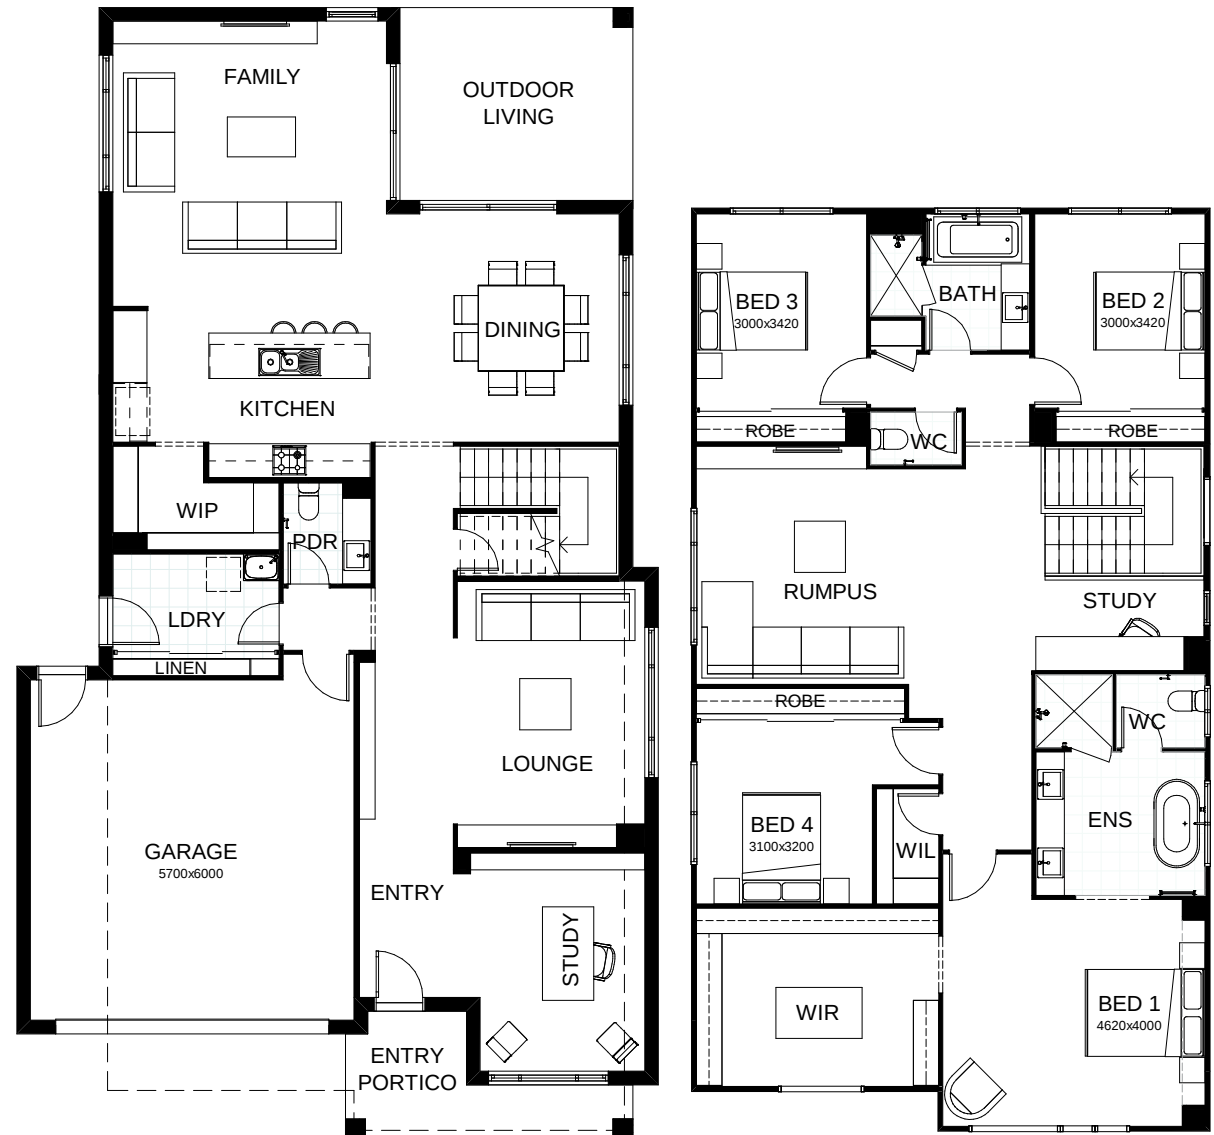 FAMILY
OUTDOOR
LIVING
DINING
KITCHEN
WIP
PDR
LDRY
LINEN
LOUNGE
GARAGE
5700x6000
ENTRY
STUDY
ENTRY
PORTICO
BED 3
3000x3420
BATH
BED 2
3000x3420
ROBE
WC
ROBE
RUMPUS
STUDY
ROBE
WC
BED 4
3100x3200
WIL
ENS
WIR
BED 1
4620x4000